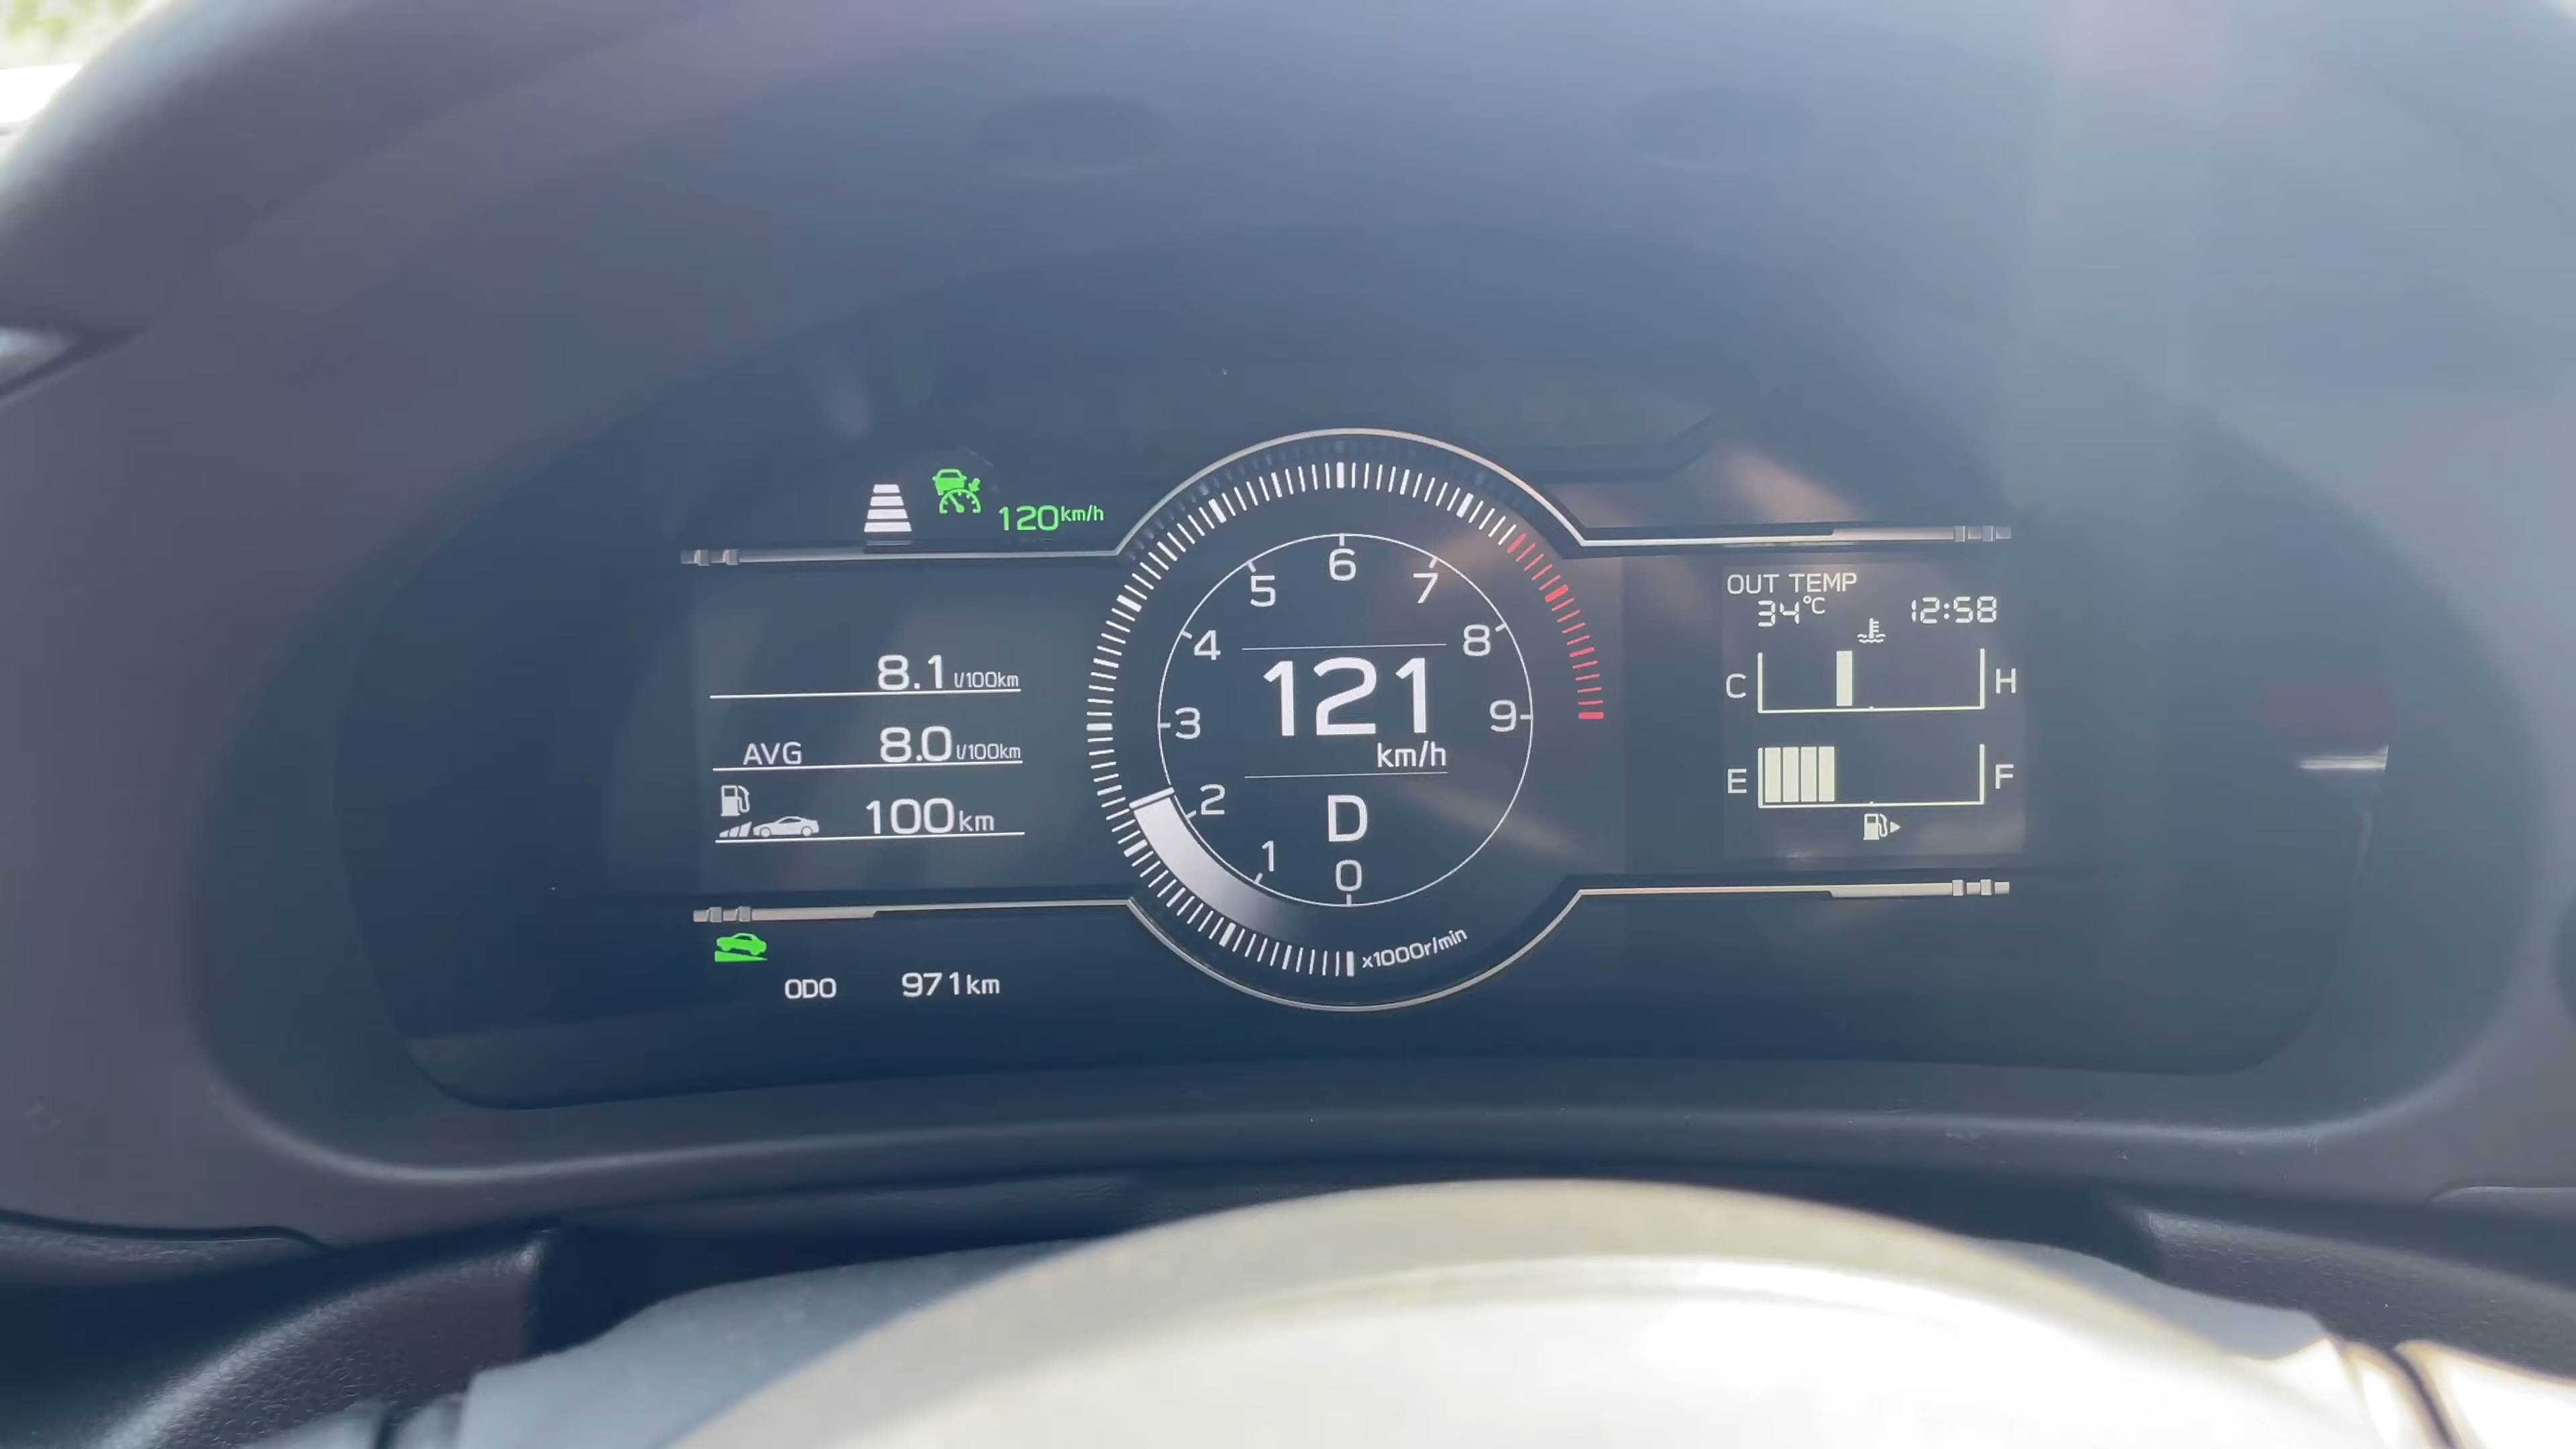 120km/h
8.1 l/100km
AVG 8.0 l/100km
100km
ODO 971km
0
1
2
3
4
5
6
7
8
9
121
km/h
D
x1000r/min
OUT TEMP
34°C 12:58
C H
E F